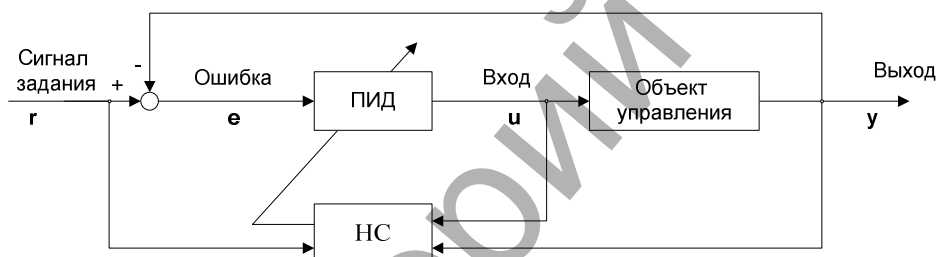 Сигнал
задания
+
-
r
Ошибка
e
ПИД
Вход
u
Объект
управления
Выход
y
НС